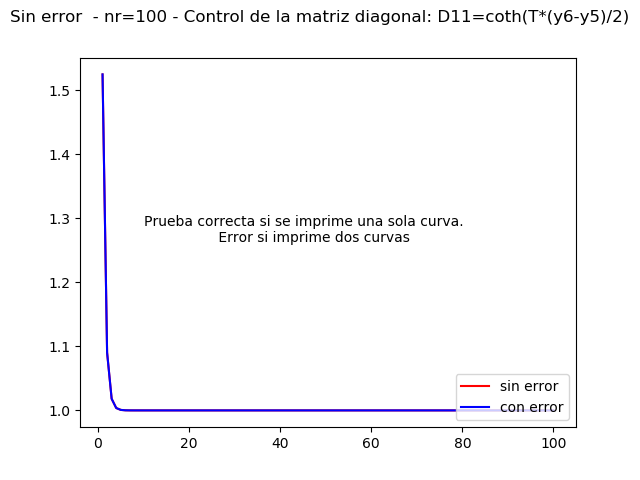 Sin error  - nr=100 - Control de la matriz diagonal: D11=coth(T*(y6-y5)/2)
1.5
1.4
1.3
1.2
1.1
1.0
Prueba correcta si se imprime una sola curva.
Error si imprime dos curvas
sin error
con error
0 20 40 60 80 100